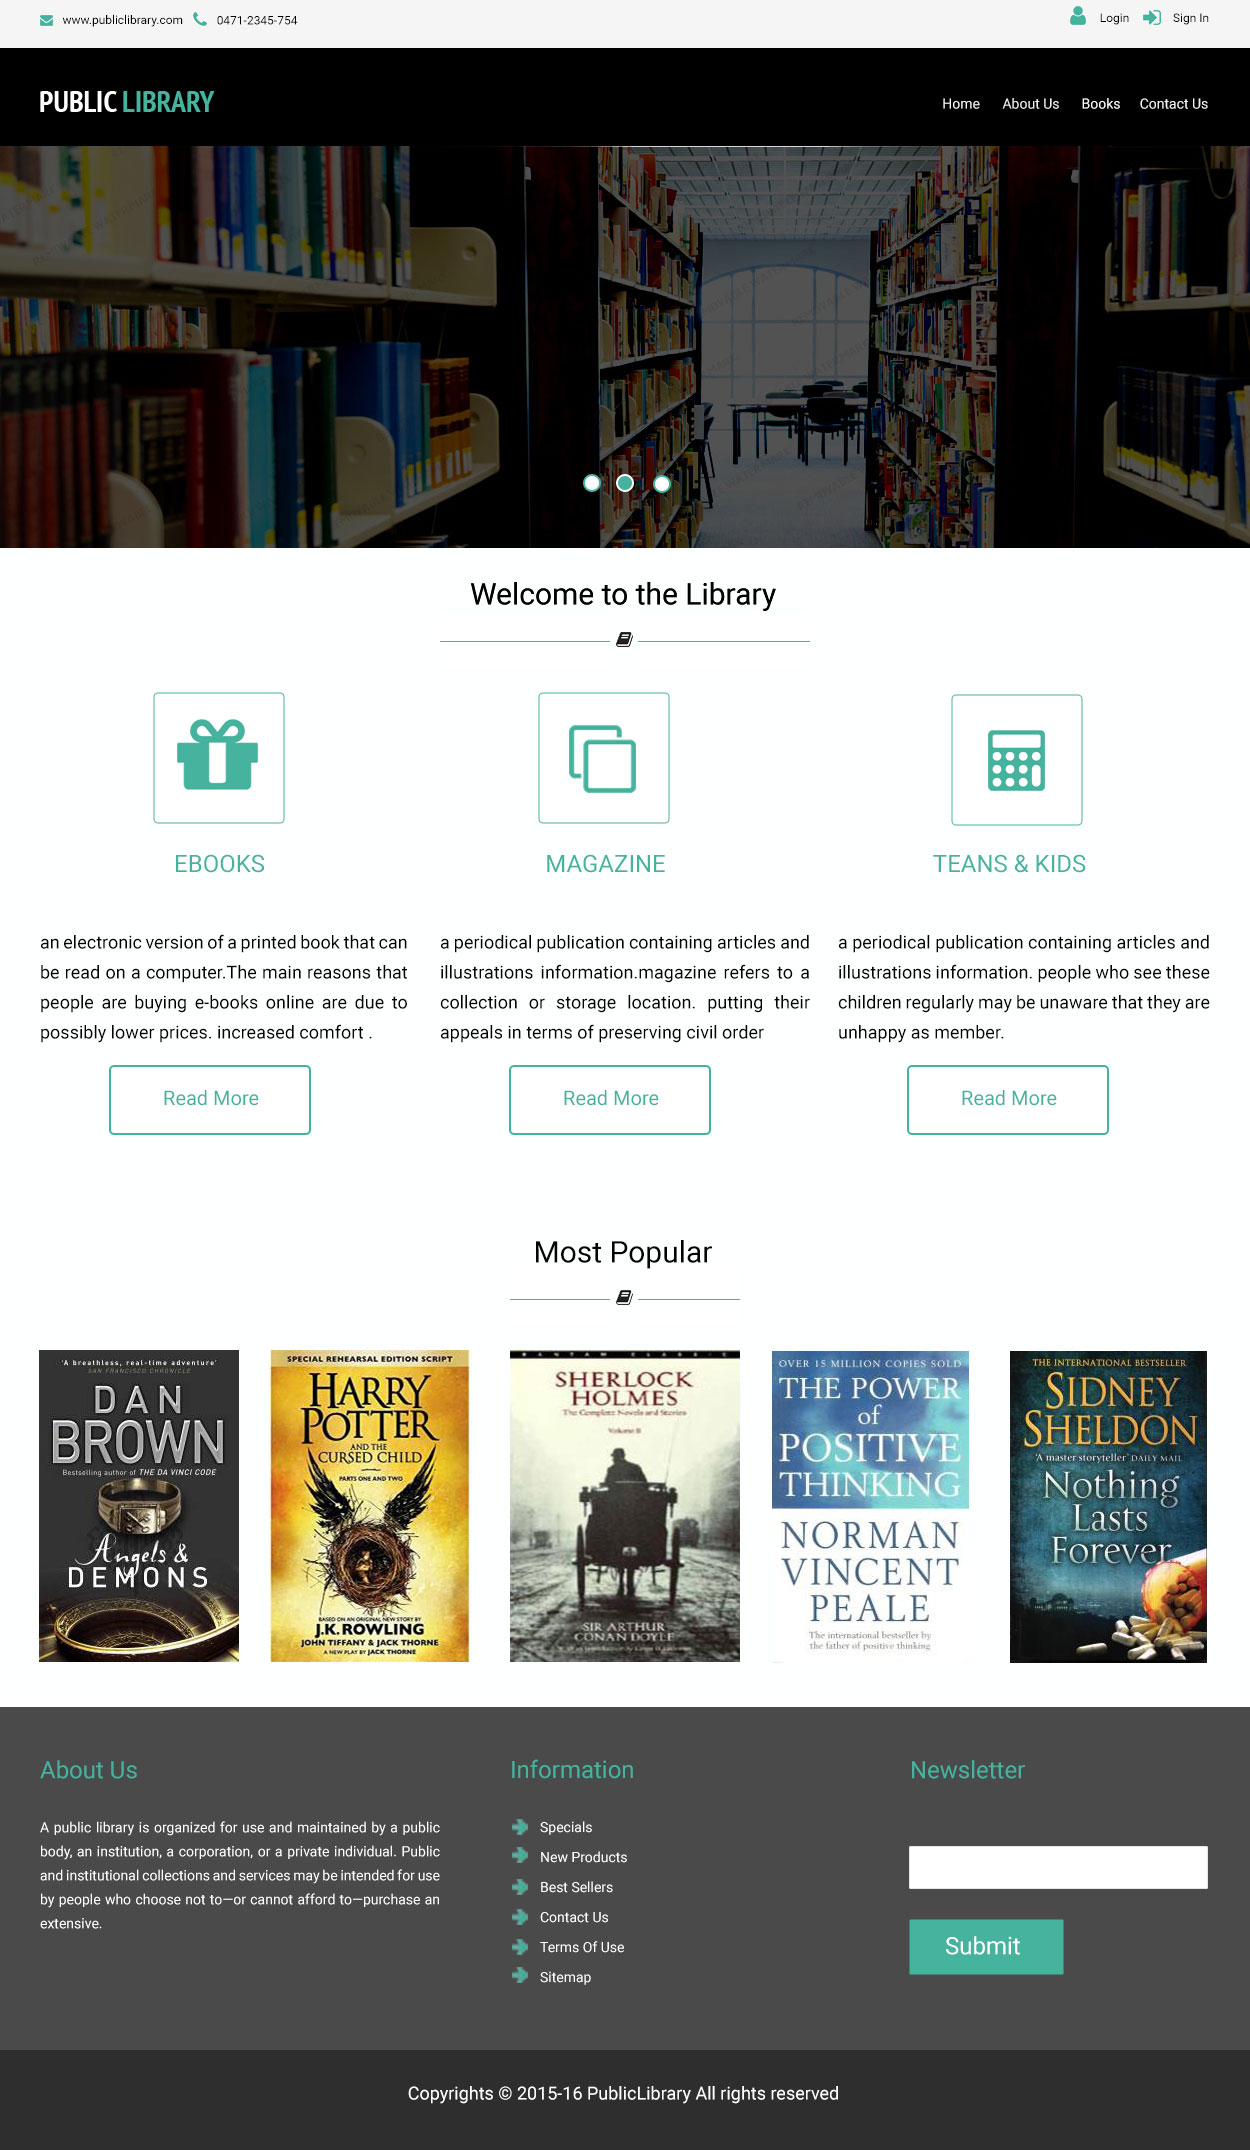 www.publiclibrary.com 0471-2345-754 Login Sign In
PUBLIC LIBRARY
Home About Us Books Contact Us
Welcome to the Library
EBOOKS
an electronic version of a printed book that can
be read on a computer.The main reasons that
people are buying e-books online are due to
possibly lower prices. increased comfort .
Read More
MAGAZINE
a periodical publication containing articles and
illustrations information.magazine refers to a
collection or storage location. putting their
appeals in terms of preserving civil order
Read More
TEANS & KIDS
a periodical publication containing articles and
illustrations information. people who see these
children regularly may be unaware that they are
unhappy as member.
Read More
Most Popular
'A breathless, real-time adventure'
SAN FRANCISCO CHRONICLE
DAN
BROWN
Bestselling author of THE DA VINCI CODE
Angels &
DEMONS
SPECIAL REHEARSAL EDITION SCRIPT
HARRY
POTTER
AND THE
CURSED CHILD
PARTS ONE AND TWO
BASED ON AN ORIGINAL NEW STORY BY
J.K.ROWLING
JOHN TIFFANY & JACK THORNE
A NEW PLAY BY JACK THORNE
BANTAM CLASSIC
SHERLOCK
HOLMES
The Complete Novels and Stories
Volume II
SIR ARTHUR
CONAN DOYLE
OVER 15 MILLION COPIES SOLD
THE POWER
of
POSITIVE
THINKING
NORMAN
VINCENT
PEALE
The international bestseller by
the father of positive thinking
THE INTERNATIONAL BESTSELLER
SIDNEY
SHELDON
'A master storyteller' DAILY MAIL
Nothing
Lasts
Forever
About Us
A public library is organized for use and maintained by a public
body, an institution, a corporation, or a private individual. Public
and institutional collections and services may be intended for use
by people who choose not to—or cannot afford to—purchase an
extensive.
Information
Specials
New Products
Best Sellers
Contact Us
Terms Of Use
Sitemap
Newsletter
Submit
Copyrights © 2015-16 PublicLibrary All rights reserved